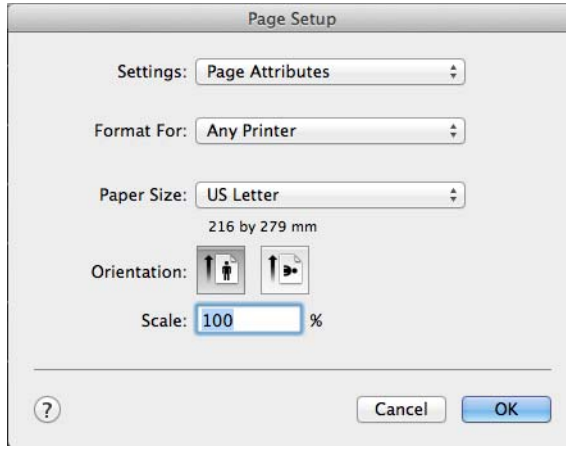 Page Setup
Settings: Page Attributes
Format For: Any Printer
Paper Size: US Letter
216 by 279 mm
Orientation:
Scale: 100 %
? Cancel OK